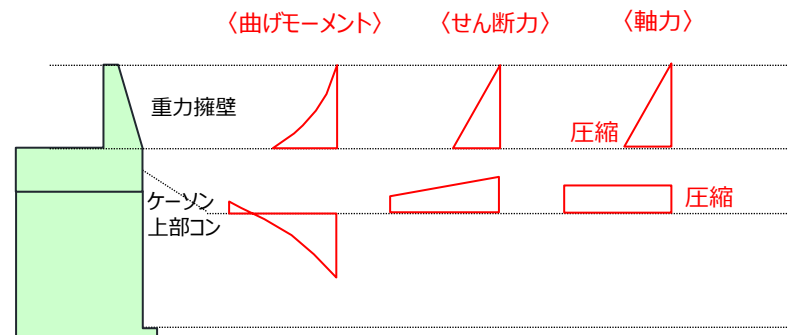 〈曲げモーメント〉 〈せん断力〉 〈軸力〉
重力擁壁
圧縮
ケーソン
上部コン
圧縮